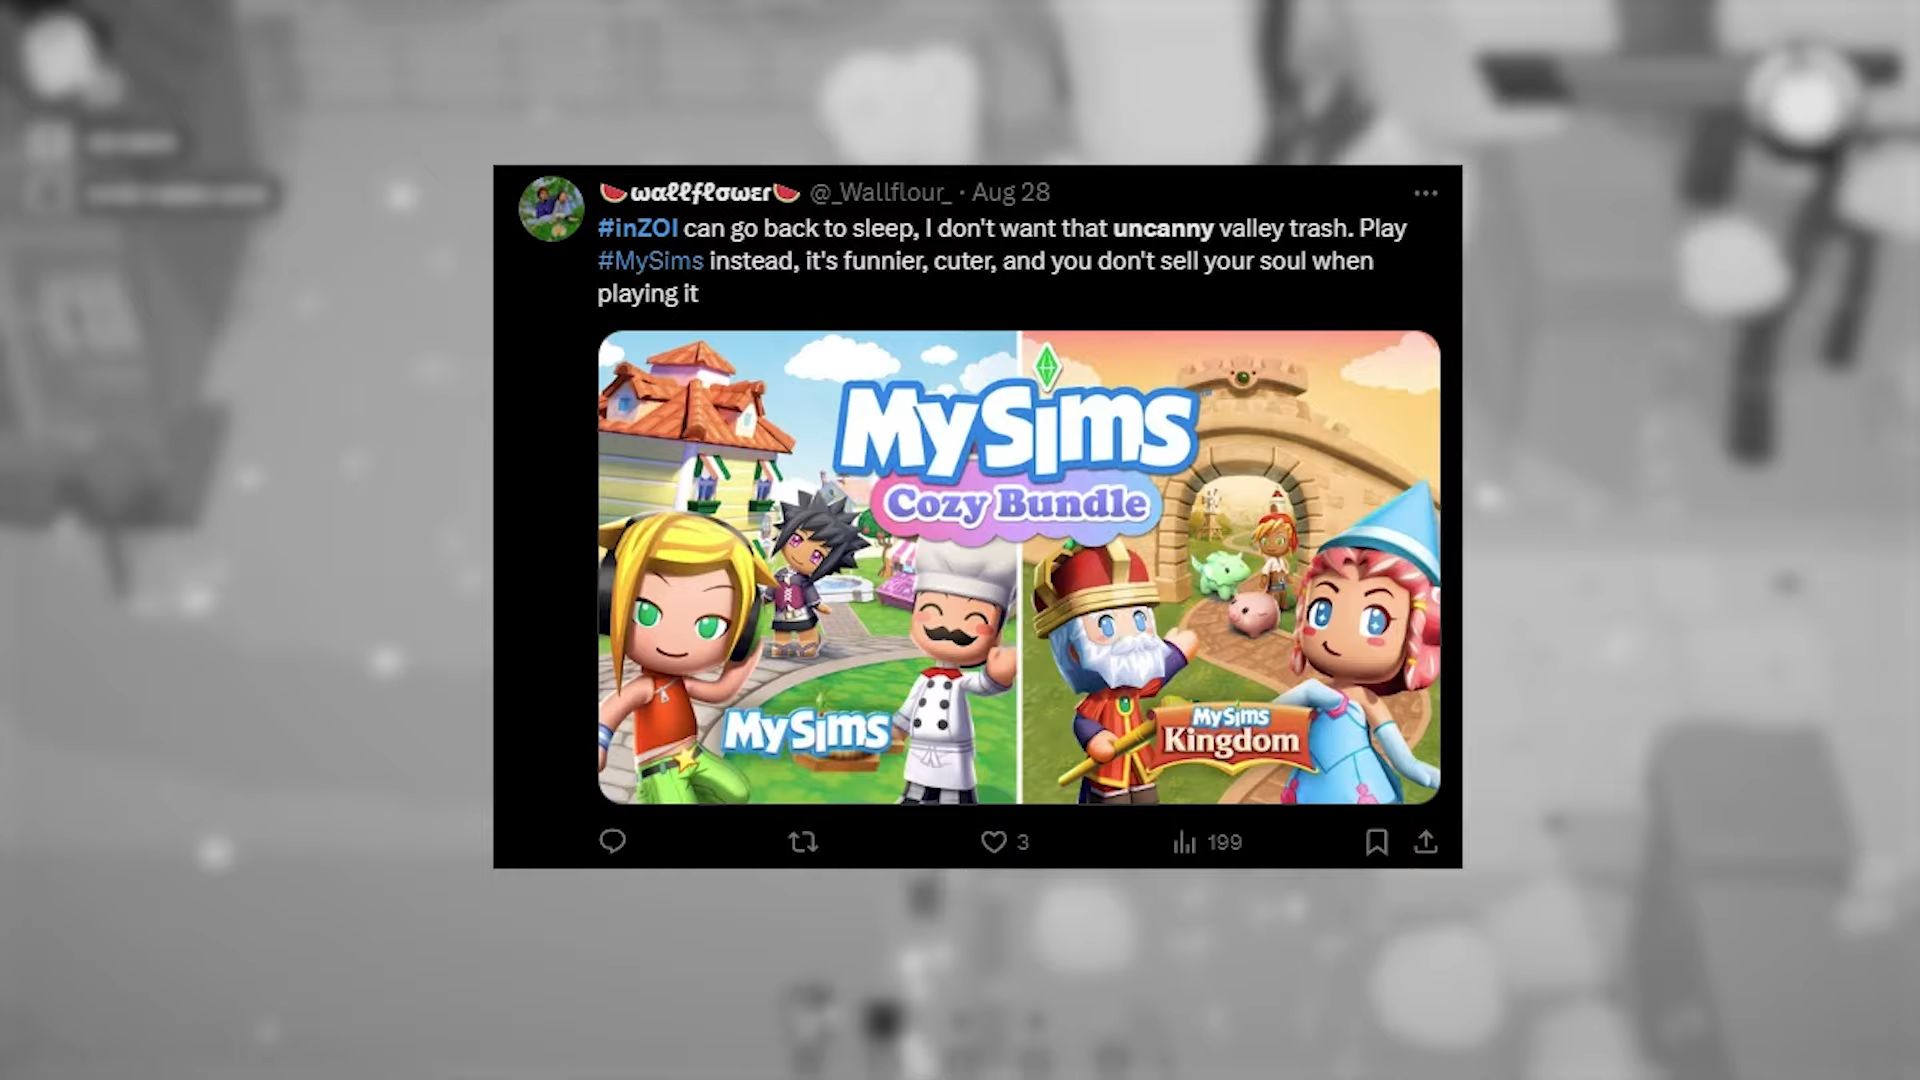 🍉ωαℓℓƒℓσωεr🍉 @_Wallflour_ · Aug 28
#inZOI can go back to sleep, I don't want that uncanny valley trash. Play
#MySims instead, it's funnier, cuter, and you don't sell your soul when
playing it
MySims
Cozy Bundle
MySims
MySims
Kingdom
3
199